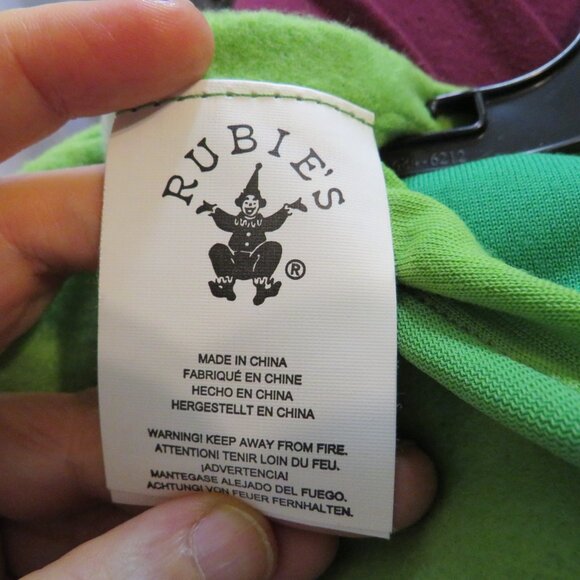 RUBIE'S
®
MADE IN CHINA
FABRIQUÉ EN CHINE
HECHO EN CHINA
HERGESTELLT EN CHINA
WARNING! KEEP AWAY FROM FIRE.
ATTENTION! TENIR LOIN DU FEU.
¡ADVERTENCIA!
MANTEGASE ALEJADO DEL FUEGO.
ACHTUNG! VON FEUER FERNHALTEN.